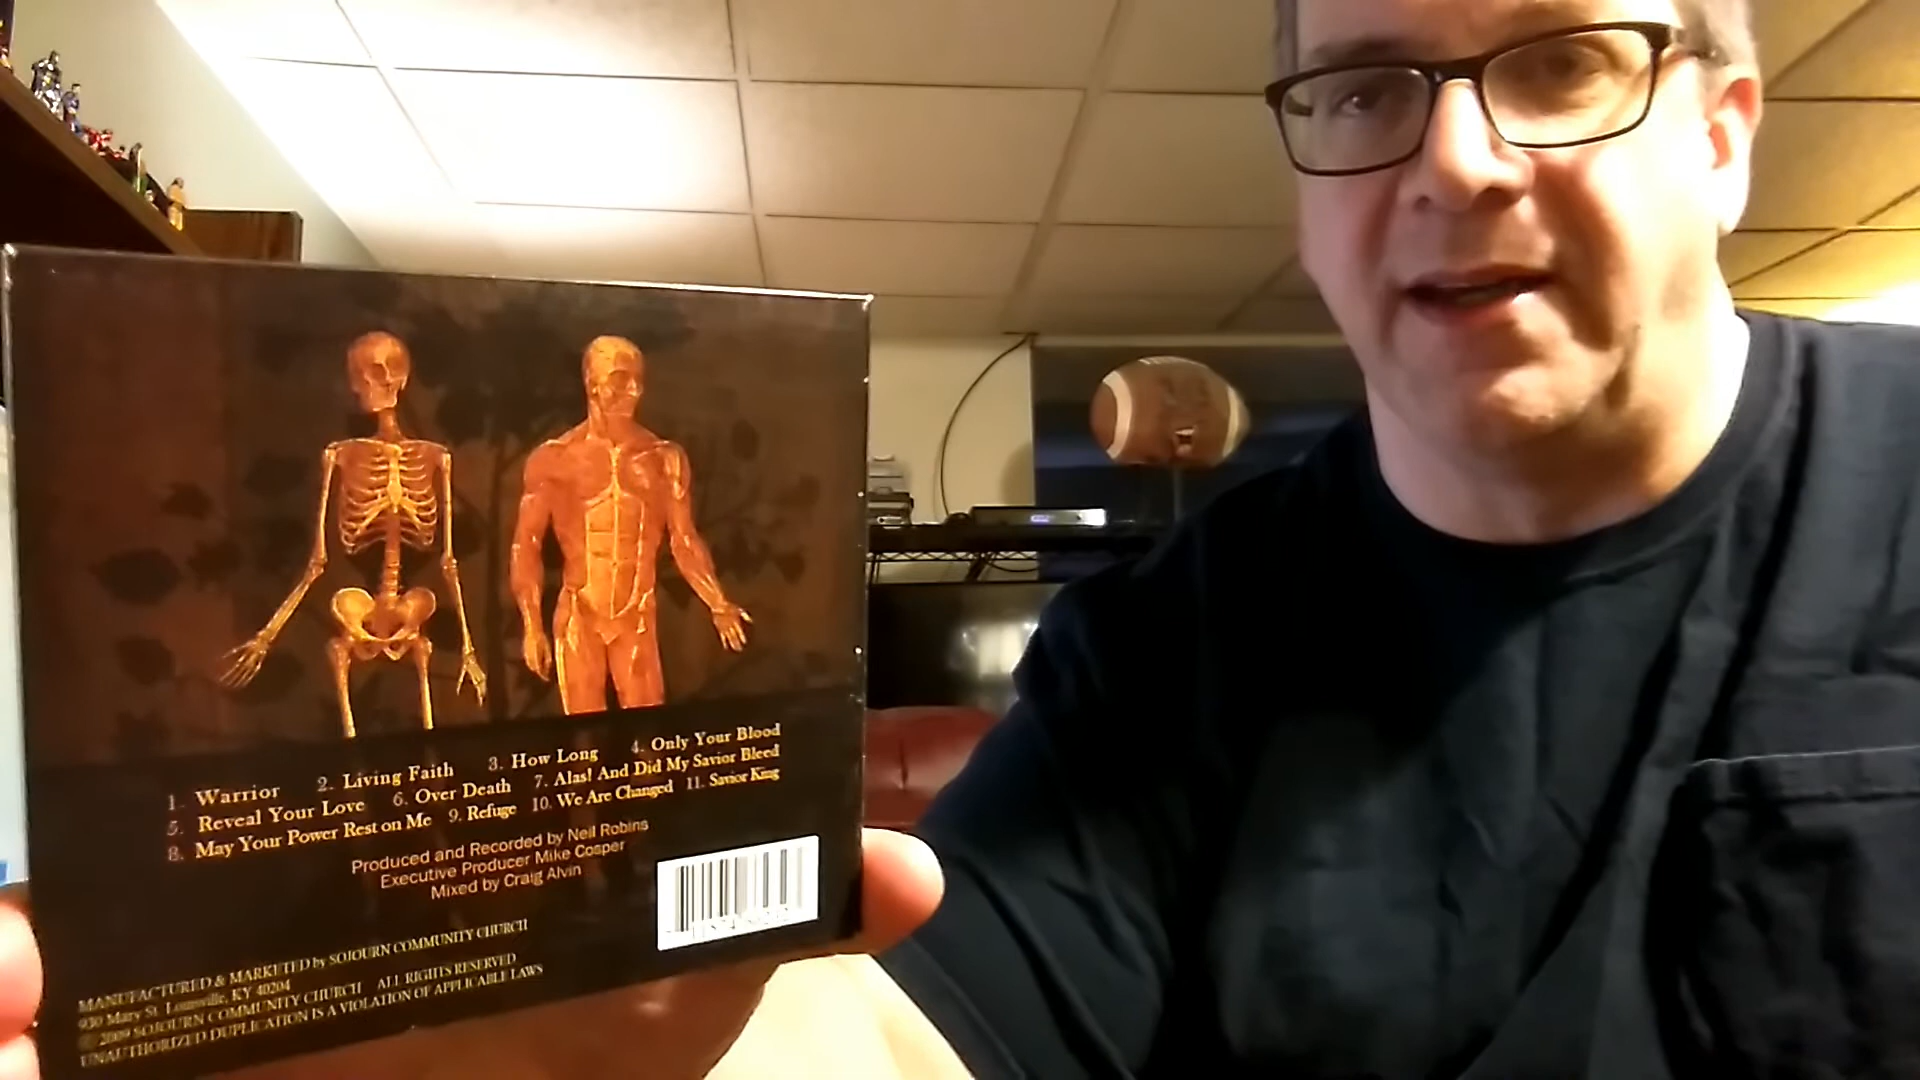 1. Warrior 2. Living Faith 3. How Long 4. Only Your Blood
5. Reveal Your Love 6. Over Death 7. Alas! And Did My Savior Bleed
8. May Your Power Rest on Me 9. Refuge 10. We Are Changed 11. Savior King
Produced and Recorded by Neil Robins
Executive Producer Mike Cosper
Mixed by Craig Alvin
MANUFACTURED & MARKETED by SOJOURN COMMUNITY CHURCH
930 Mary St. Louisville, KY 40204
© 2009 SOJOURN COMMUNITY CHURCH ALL RIGHTS RESERVED
UNAUTHORIZED DUPLICATION IS A VIOLATION OF APPLICABLE LAWS